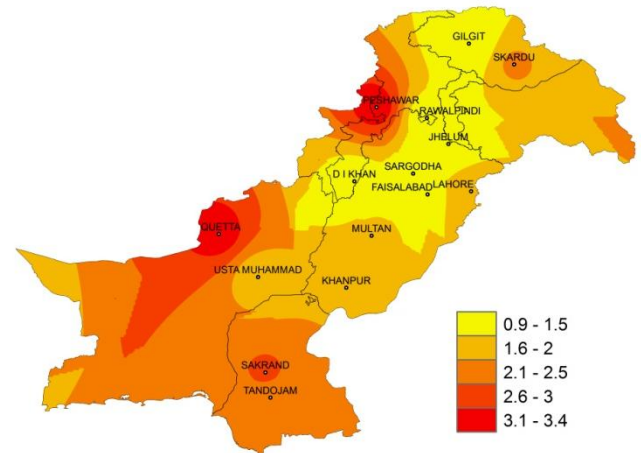 GILGIT
SKARDU
PESHAWAR
RAWALPINDI
JHELUM
SARGODHA
D I KHAN
FAISALABAD
LAHORE
QUETTA
MULTAN
USTA MUHAMMAD
KHANPUR
SAKRAND
TANDOJAM
0.9 - 1.5
1.6 - 2
2.1 - 2.5
2.6 - 3
3.1 - 3.4